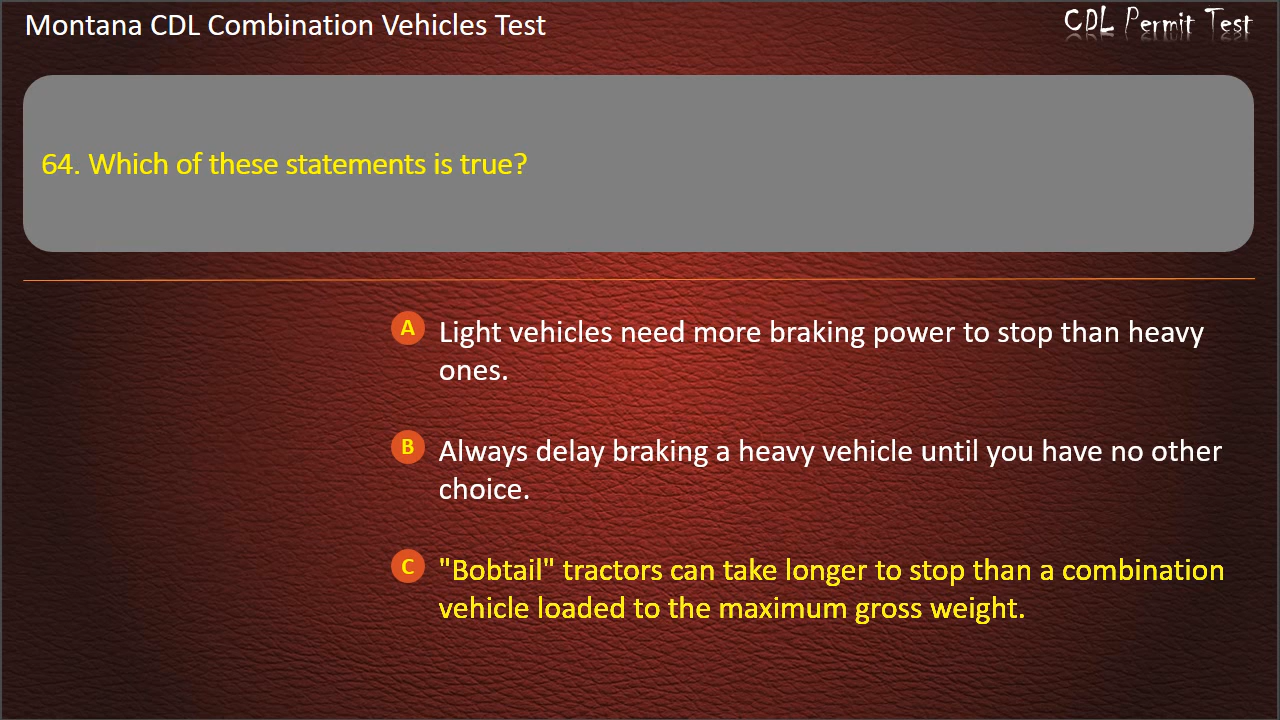 Montana CDL Combination Vehicles Test
CDL Permit Test
64. Which of these statements is true?
A Light vehicles need more braking power to stop than heavy
ones.
B Always delay braking a heavy vehicle until you have no other
choice.
C "Bobtail" tractors can take longer to stop than a combination
vehicle loaded to the maximum gross weight.